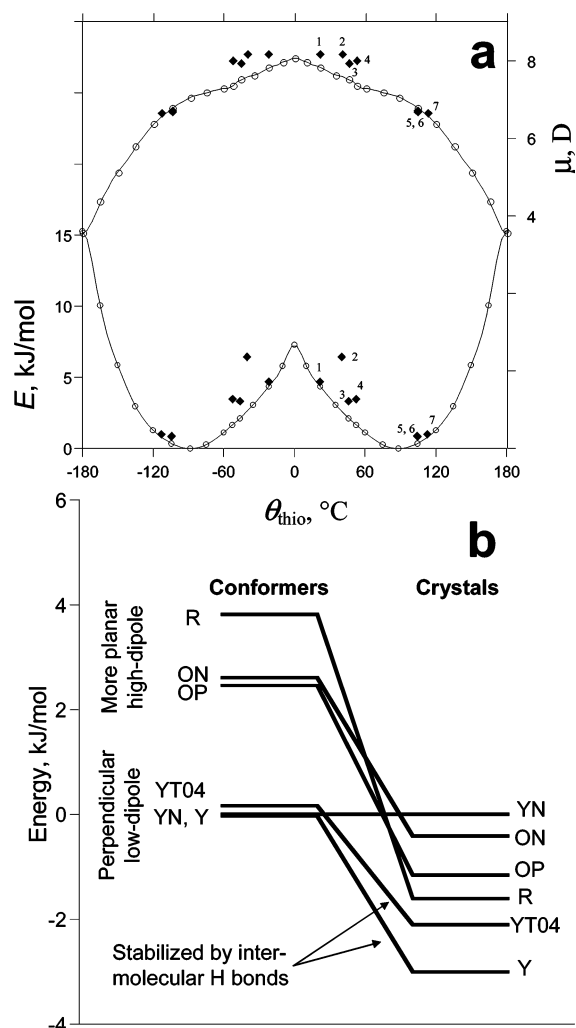 a
1
2
3
4
5, 6
7
8
6
4
μ, D
15
10
5
0
E, kJ/mol
1
2
3
4
5, 6
7
-180
-120
-60
0
60
120
180
θthio, °C
b
6
4
2
0
-2
-4
Energy, kJ/mol
Conformers
Crystals
More planar
high-dipole
R
ON
OP
Perpendicular
low-dipole
YT04
YN, Y
YN
ON
OP
R
YT04
Y
Stabilized by inter-
molecular H bonds